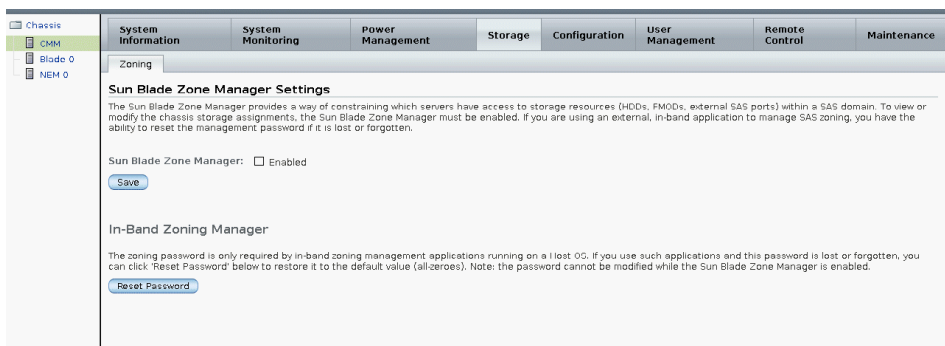 Chassis
CMM
Blade 0
NEM 0
System Information
System Monitoring
Power Management
Storage
Configuration
User Management
Remote Control
Maintenance
Zoning
Sun Blade Zone Manager Settings
The Sun Blade Zone Manager provides a way of constraining which servers have access to storage resources (HDDs, FMODs, external SAS ports) within a SAS domain. To view or
modify the chassis storage assignments, the Sun Blade Zone Manager must be enabled. If you are using an external, in-band application to manage SAS zoning, you have the
ability to reset the management password if it is lost or forgotten.
Sun Blade Zone Manager: Enabled
Save
In-Band Zoning Manager
The zoning password is only required by in-band zoning management applications running on a Host OS. If you use such applications and this password is lost or forgotten, you
can click 'Reset Password' below to restore it to the default value (all-zeroes). Note: the password cannot be modified while the Sun Blade Zone Manager is enabled.
Reset Password